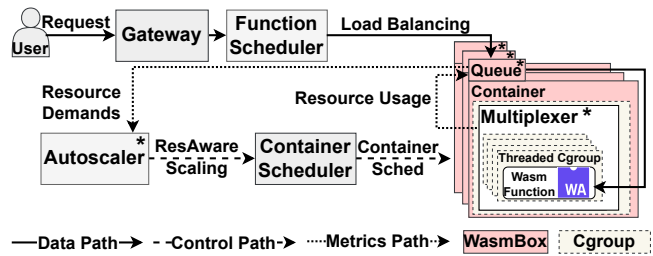 Request
User
Gateway
Function
Scheduler
Load Balancing
Queue*
*
*
Container
Resource
Demands
Resource Usage
Multiplexer *
Autoscaler*
ResAware
Scaling
Container
Scheduler
Container
Sched
Threaded Cgroup
Wasm
Function
WA
Data Path
Control Path
Metrics Path
WasmBox
Cgroup